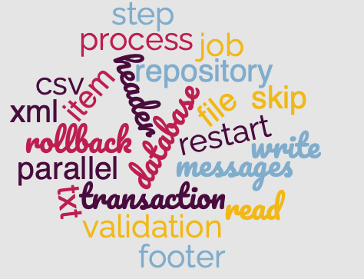 step
process
job
repository
header
csv
item
xml
file
skip
database
restart
rollback
write
parallel
messages
txt
transaction
read
validation
footer